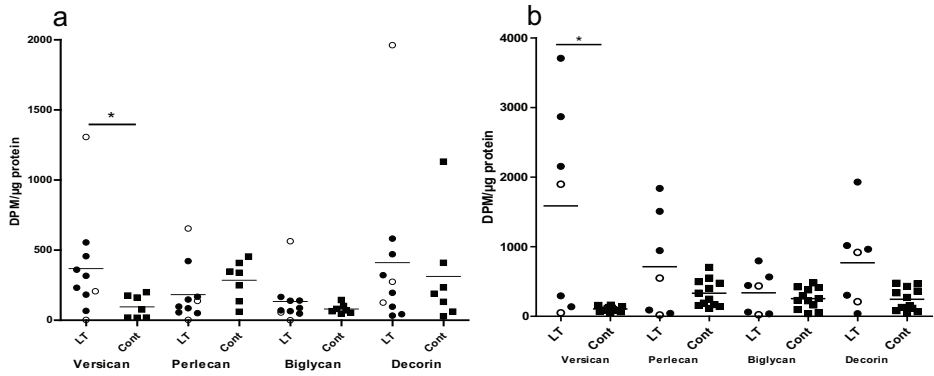 a
DPM/µg protein
2000
1500
1000
500
0
*
LT Cont LT Cont LT Cont LT Cont
Versican Perlecan Biglycan Decorin
b
DPM/µg protein
6000
4000
2000
1000
0
*
LT Cont LT Cont LT Cont LT Cont
Versican Perlecan Biglycan Decorin